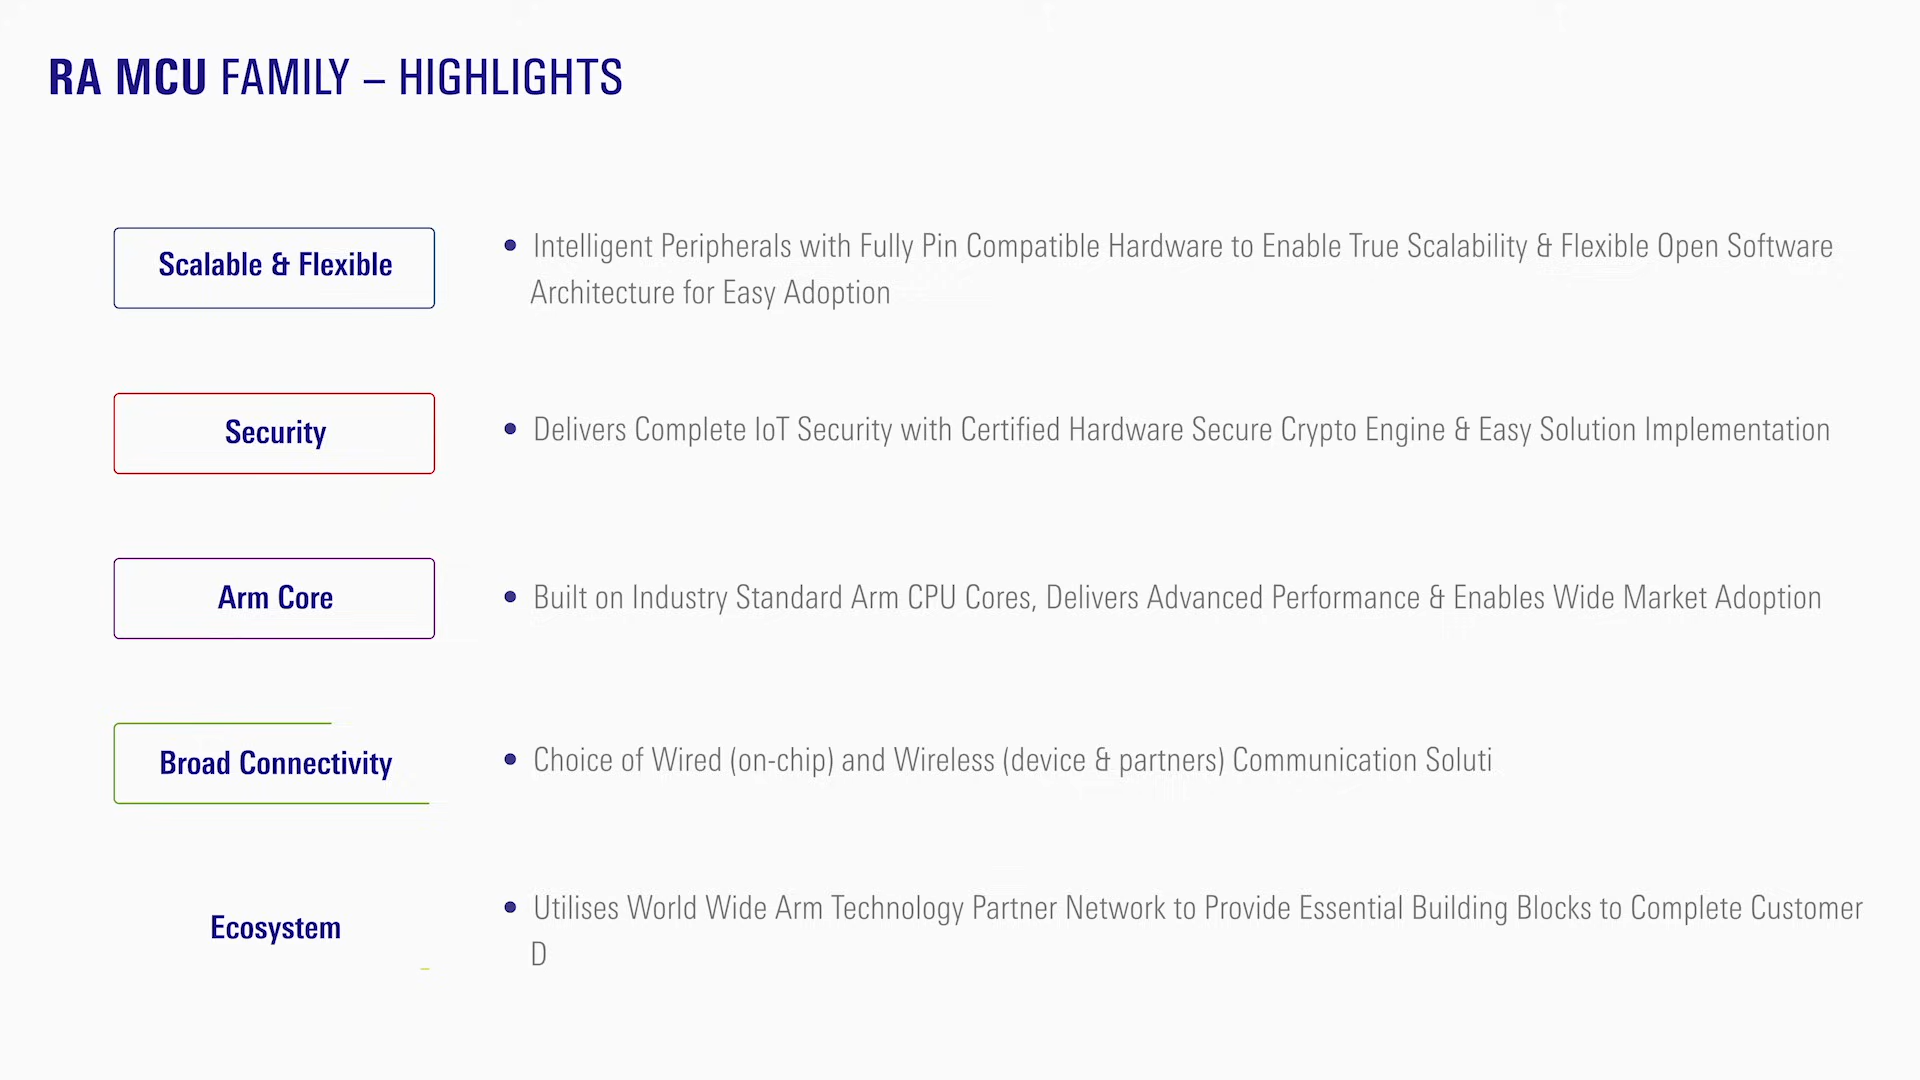 RA MCU FAMILY – HIGHLIGHTS
Scalable & Flexible
• Intelligent Peripherals with Fully Pin Compatible Hardware to Enable True Scalability & Flexible Open Software
Architecture for Easy Adoption
Security
• Delivers Complete IoT Security with Certified Hardware Secure Crypto Engine & Easy Solution Implementation
Arm Core
• Built on Industry Standard Arm CPU Cores, Delivers Advanced Performance & Enables Wide Market Adoption
Broad Connectivity
• Choice of Wired (on-chip) and Wireless (device & partners) Communication Soluti
Ecosystem
• Utilises World Wide Arm Technology Partner Network to Provide Essential Building Blocks to Complete Customer
D